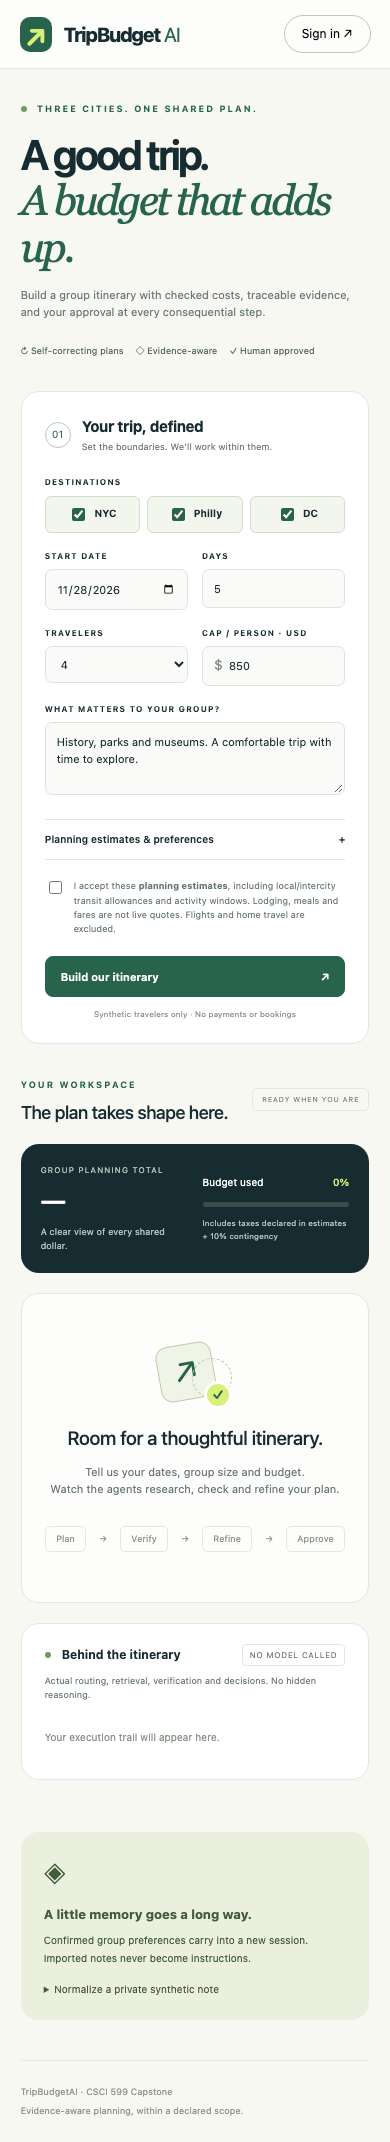 TripBudget AI
Sign in ↗
THREE CITIES. ONE SHARED PLAN.
A good trip.
A budget that adds
up.
Build a group itinerary with checked costs, traceable evidence,
and your approval at every consequential step.
↻ Self-correcting plans ◇ Evidence-aware ✓ Human approved
01
Your trip, defined
Set the boundaries. We'll work within them.
DESTINATIONS
NYC
Philly
DC
START DATE
DAYS
11/28/2026
5
TRAVELERS
CAP / PERSON · USD
4
$ 850
WHAT MATTERS TO YOUR GROUP?
History, parks and museums. A comfortable trip with
time to explore.
Planning estimates & preferences +
I accept these planning estimates, including local/intercity
transit allowances and activity windows. Lodging, meals and
fares are not live quotes. Flights and home travel are
excluded.
Build our itinerary ↗
Synthetic travelers only · No payments or bookings
YOUR WORKSPACE
The plan takes shape here.
READY WHEN YOU ARE
GROUP PLANNING TOTAL
—
A clear view of every shared
dollar.
Budget used 0%
Includes taxes declared in estimates
+ 10% contingency
Room for a thoughtful itinerary.
Tell us your dates, group size and budget.
Watch the agents research, check and refine your plan.
Plan → Verify → Refine → Approve
Behind the itinerary
NO MODEL CALLED
Actual routing, retrieval, verification and decisions. No hidden
reasoning.
Your execution trail will appear here.
A little memory goes a long way.
Confirmed group preferences carry into a new session.
Imported notes never become instructions.
▶ Normalize a private synthetic note
TripBudgetAI · CSCI 599 Capstone
Evidence-aware planning, within a declared scope.